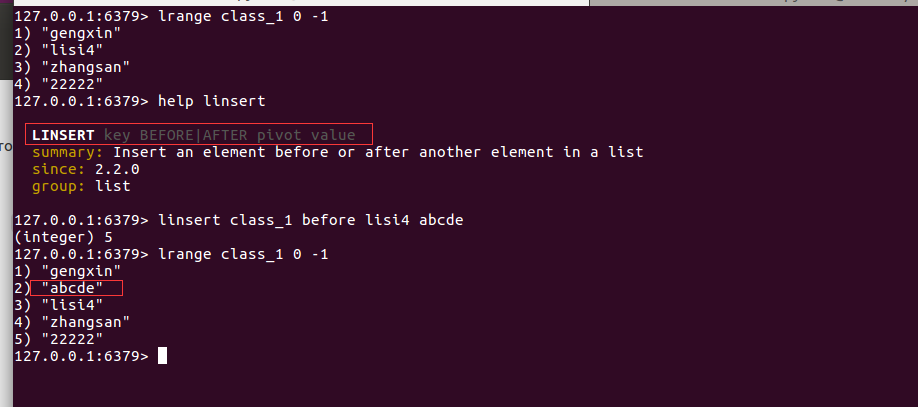 127.0.0.1:6379> lrange class_1 0 -1
1) "gengxin"
2) "lisi4"
3) "zhangsan"
4) "22222"
127.0.0.1:6379> help linsert
LINSERT key BEFORE|AFTER pivot value
summary: Insert an element before or after another element in a list
since: 2.2.0
group: list
127.0.0.1:6379> linsert class_1 before lisi4 abcde
(integer) 5
127.0.0.1:6379> lrange class_1 0 -1
1) "gengxin"
2) "abcde"
3) "lisi4"
4) "zhangsan"
5) "22222"
127.0.0.1:6379>